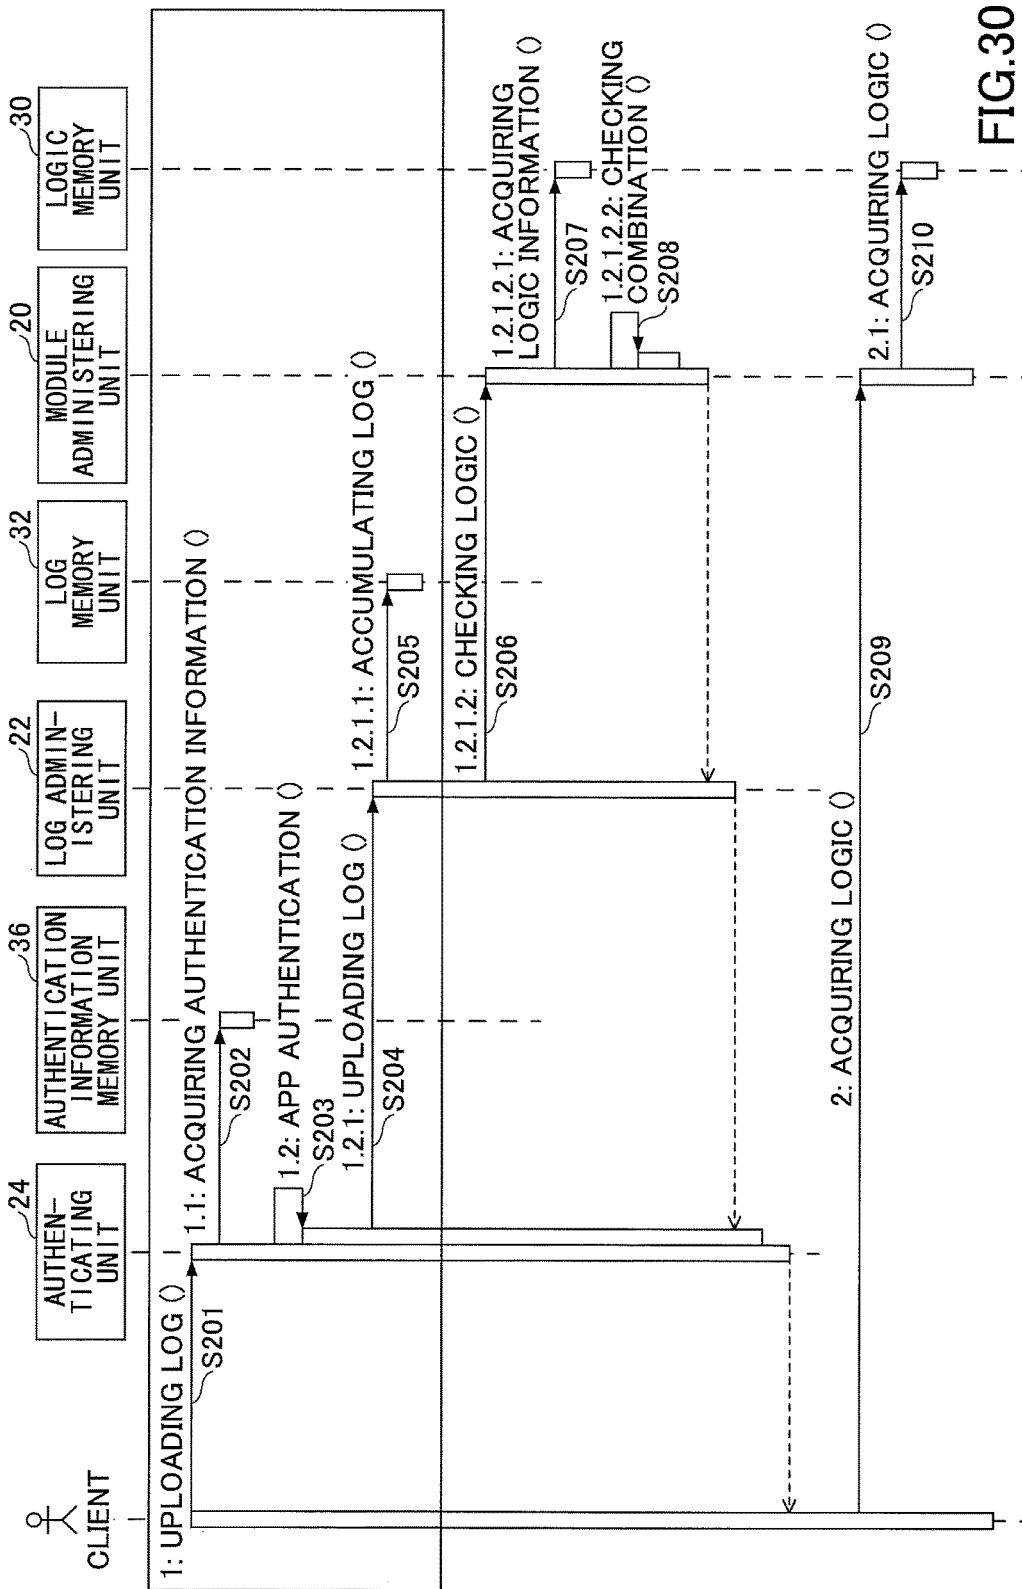 CLIENT
24
AUTHEN-
TICATING
UNIT
36
AUTHENTICATION
INFORMATION
MEMORY UNIT
22
LOG ADMIN-
ISTERING
UNIT
32
LOG
MEMORY
UNIT
20
MODULE
ADMINISTERING
UNIT
30
LOGIC
MEMORY
UNIT
1: UPLOADING LOG ()
S201
1.1: ACQUIRING AUTHENTICATION INFORMATION ()
S202
1.2: APP AUTHENTICATION ()
S203
1.2.1: UPLOADING LOG ()
S204
1.2.1.1: ACCUMULATING LOG ()
S205
1.2.1.2: CHECKING LOGIC ()
S206
1.2.1.2.1: ACQUIRING
LOGIC INFORMATION ()
S207
1.2.1.2.2: CHECKING
COMBINATION ()
S208
2: ACQUIRING LOGIC ()
S209
2.1: ACQUIRING LOGIC ()
S210
FIG.30